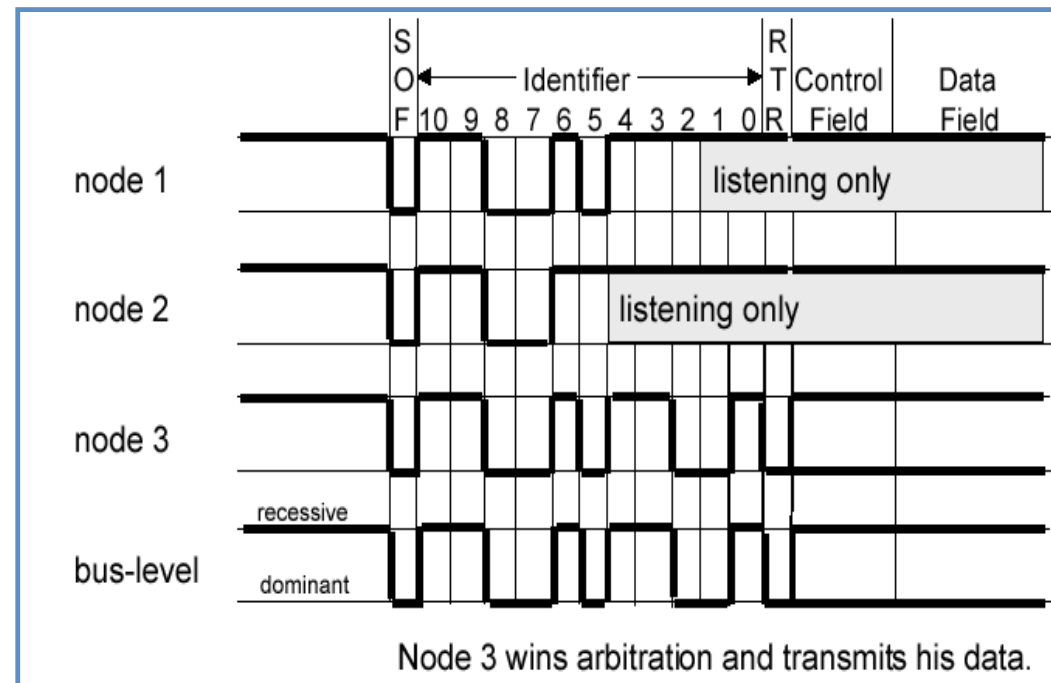 S R
O Identifier T Control Data
F 10 9 8 7 6 5 4 3 2 1 0 R Field Field
node 1 listening only
node 2 listening only
node 3
recessive
bus-level
dominant
Node 3 wins arbitration and transmits his data.